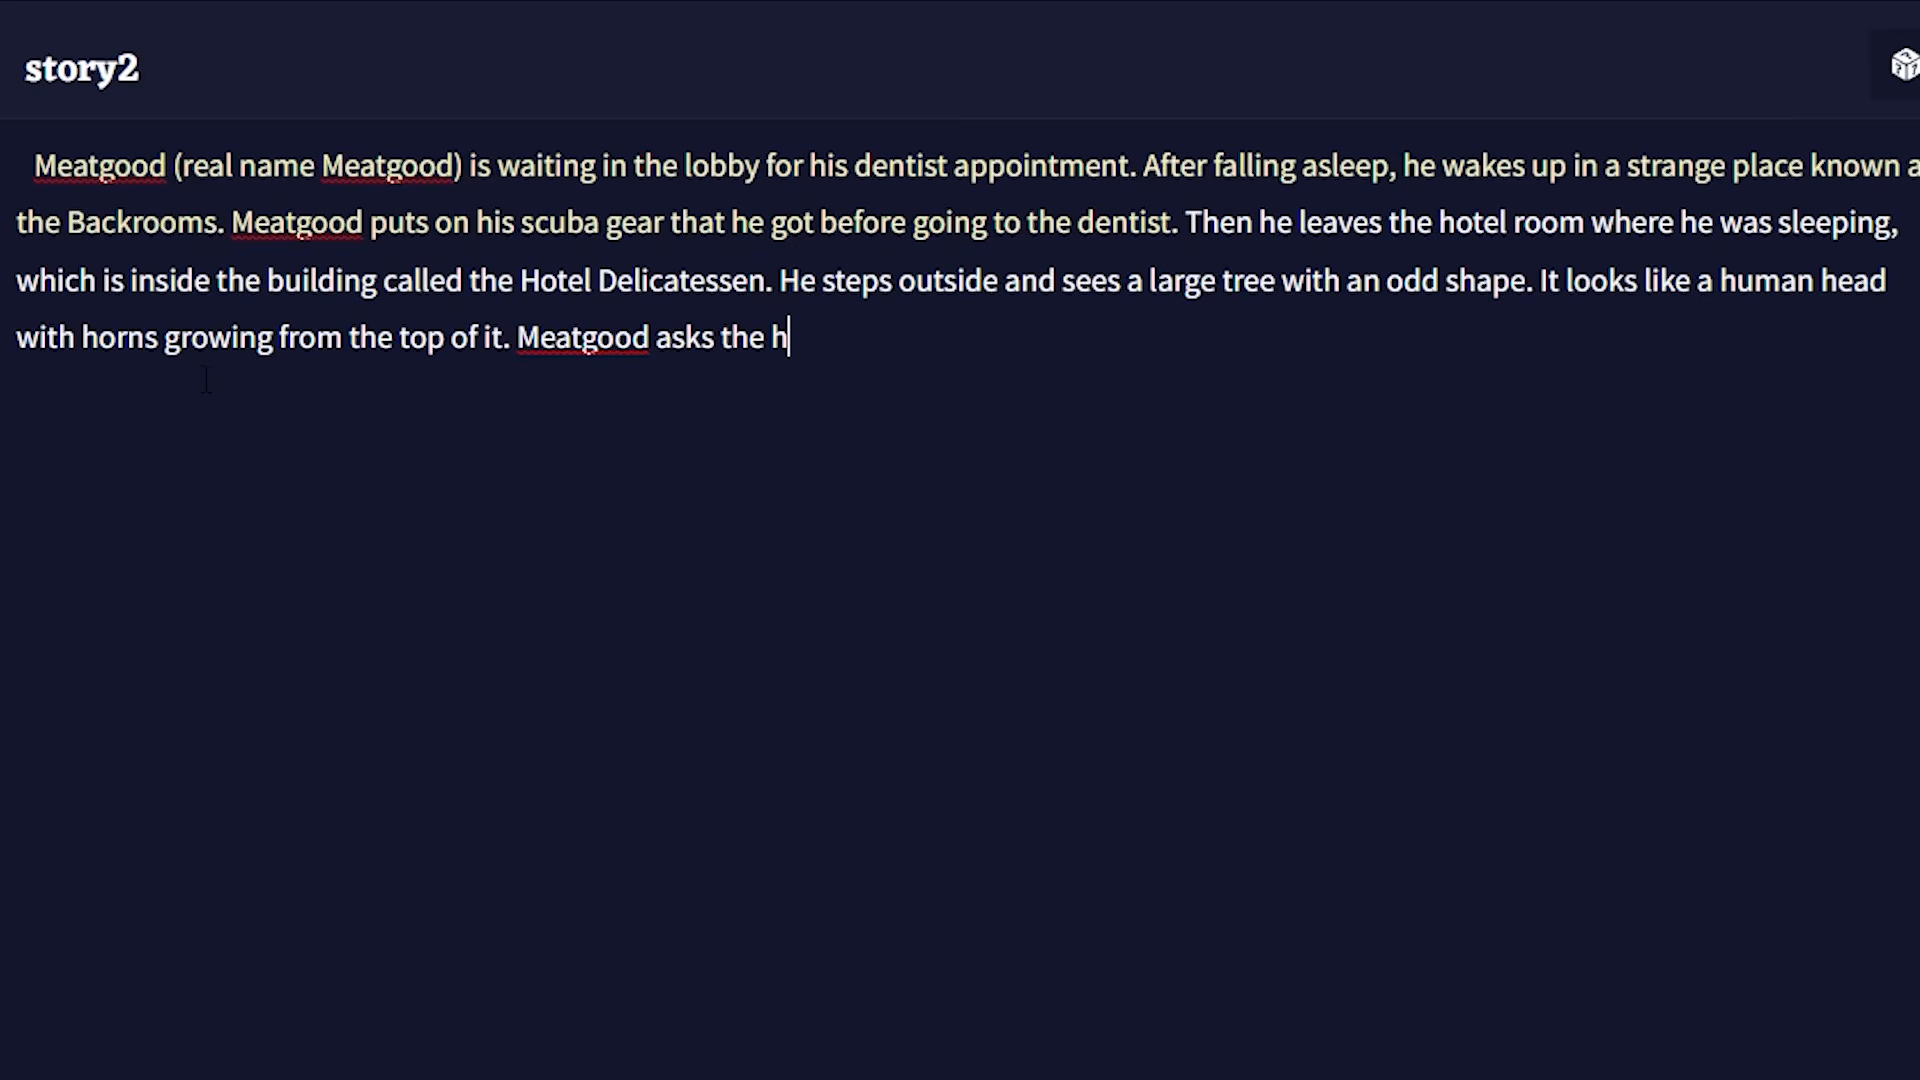 story2
Meatgood (real name Meatgood) is waiting in the lobby for his dentist appointment. After falling asleep, he wakes up in a strange place known a
the Backrooms. Meatgood puts on his scuba gear that he got before going to the dentist. Then he leaves the hotel room where he was sleeping,
which is inside the building called the Hotel Delicatessen. He steps outside and sees a large tree with an odd shape. It looks like a human head
with horns growing from the top of it. Meatgood asks the h